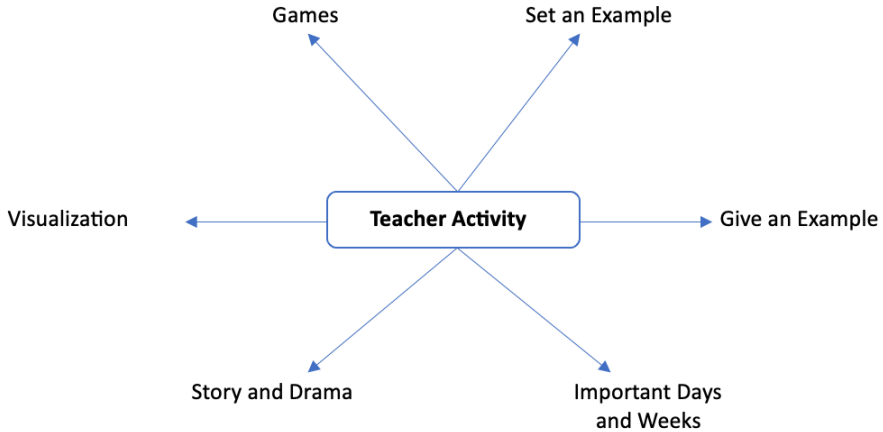 Games
Set an Example
Visualization
Teacher Activity
Give an Example
Story and Drama
Important Days
and Weeks